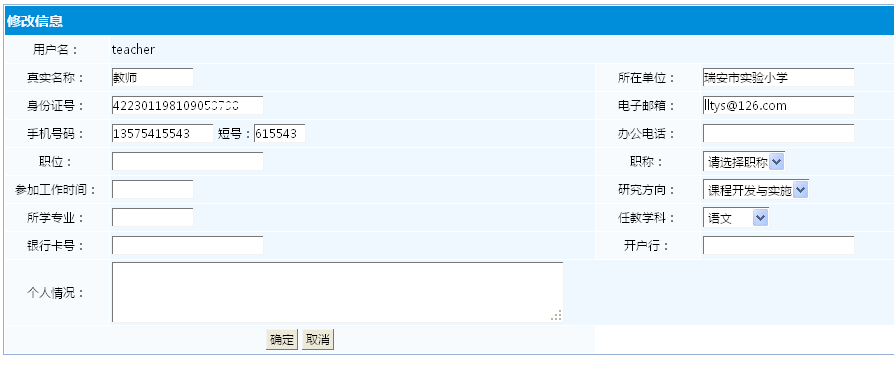 修改信息
用户名： teacher
真实名称： 教师 所在单位： 瑞安市实验小学
身份证号： 电子邮箱： lltys@126.com
手机号码： 13575415543 短号： 615543 办公电话：
职位： 职称： 请选择职称
参加工作时间： 研究方向： 课程开发与实施
所学专业： 任教学科： 语文
银行卡号： 开户行：
个人情况：
确定 取消